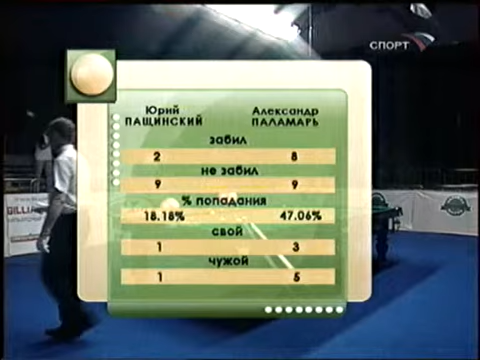 СПОРТ
Юрий Александр
ПАЩИНСКИЙ ПАЛАМАРЬ
забил
2 8
не забил
9 9
% попадания
18.18% 47.06%
свой
1 3
чужой
1 5